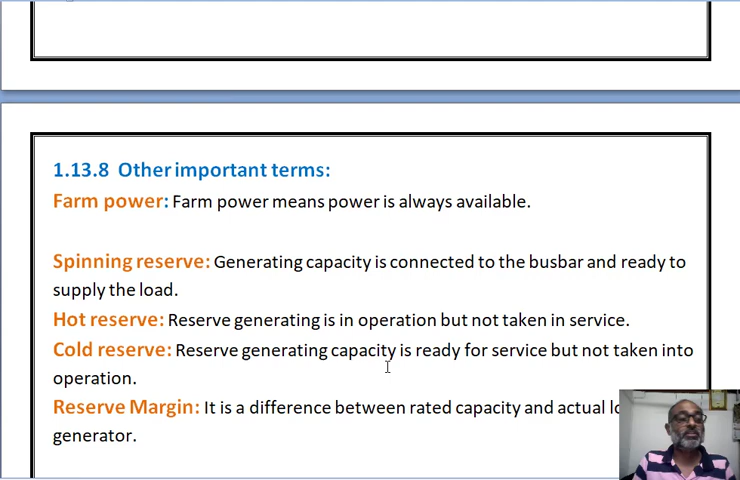 1.13.8 Other important terms:
Farm power: Farm power means power is always available.
Spinning reserve: Generating capacity is connected to the busbar and ready to
supply the load.
Hot reserve: Reserve generating is in operation but not taken in service.
Cold reserve: Reserve generating capacity is ready for service but not taken into
operation.
Reserve Margin: It is a difference between rated capacity and actual
generator.